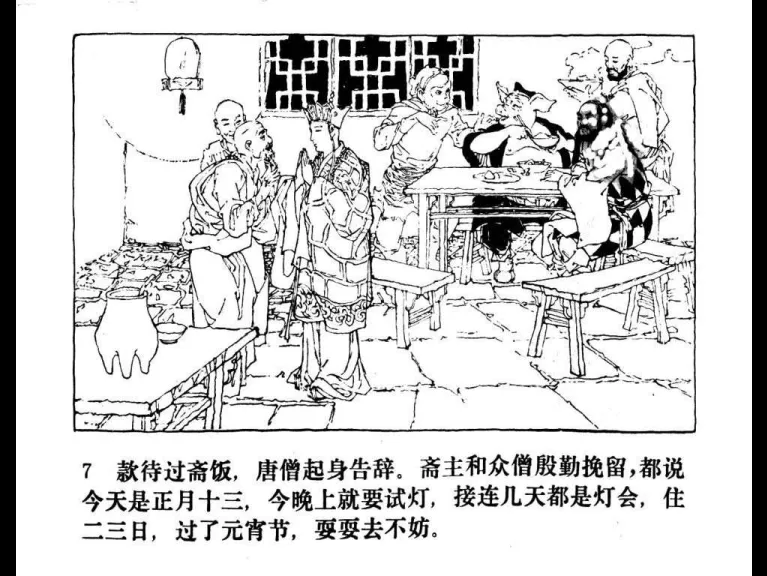 7 款待过斋饭，唐僧起身告辞。斋主和众僧殷勤挽留，都说
今天是正月十三，今晚上就要试灯，接连几天都是灯会，住
二三日，过了元宵节，耍耍去不妨。